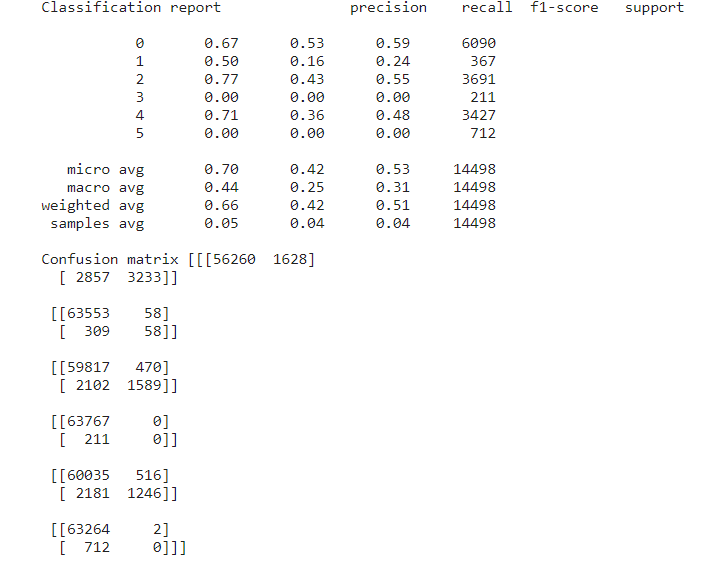 Classification report              precision    recall  f1-score   support

           0       0.67      0.53      0.59      6090
           1       0.50      0.16      0.24       367
           2       0.77      0.43      0.55      3691
           3       0.00      0.00      0.00       211
           4       0.71      0.36      0.48      3427
           5       0.00      0.00      0.00       712

   micro avg       0.70      0.42      0.53     14498
   macro avg       0.44      0.25      0.31     14498
weighted avg       0.66      0.42      0.51     14498
 samples avg       0.05      0.04      0.04     14498

Confusion matrix [[[56260  1628]
  [ 2857  3233]]

 [[63553    58]
  [  309    58]]

 [[59817   470]
  [ 2102  1589]]

 [[63767     0]
  [  211     0]]

 [[60035   516]
  [ 2181  1246]]

 [[63264     2]
  [  712     0]]]